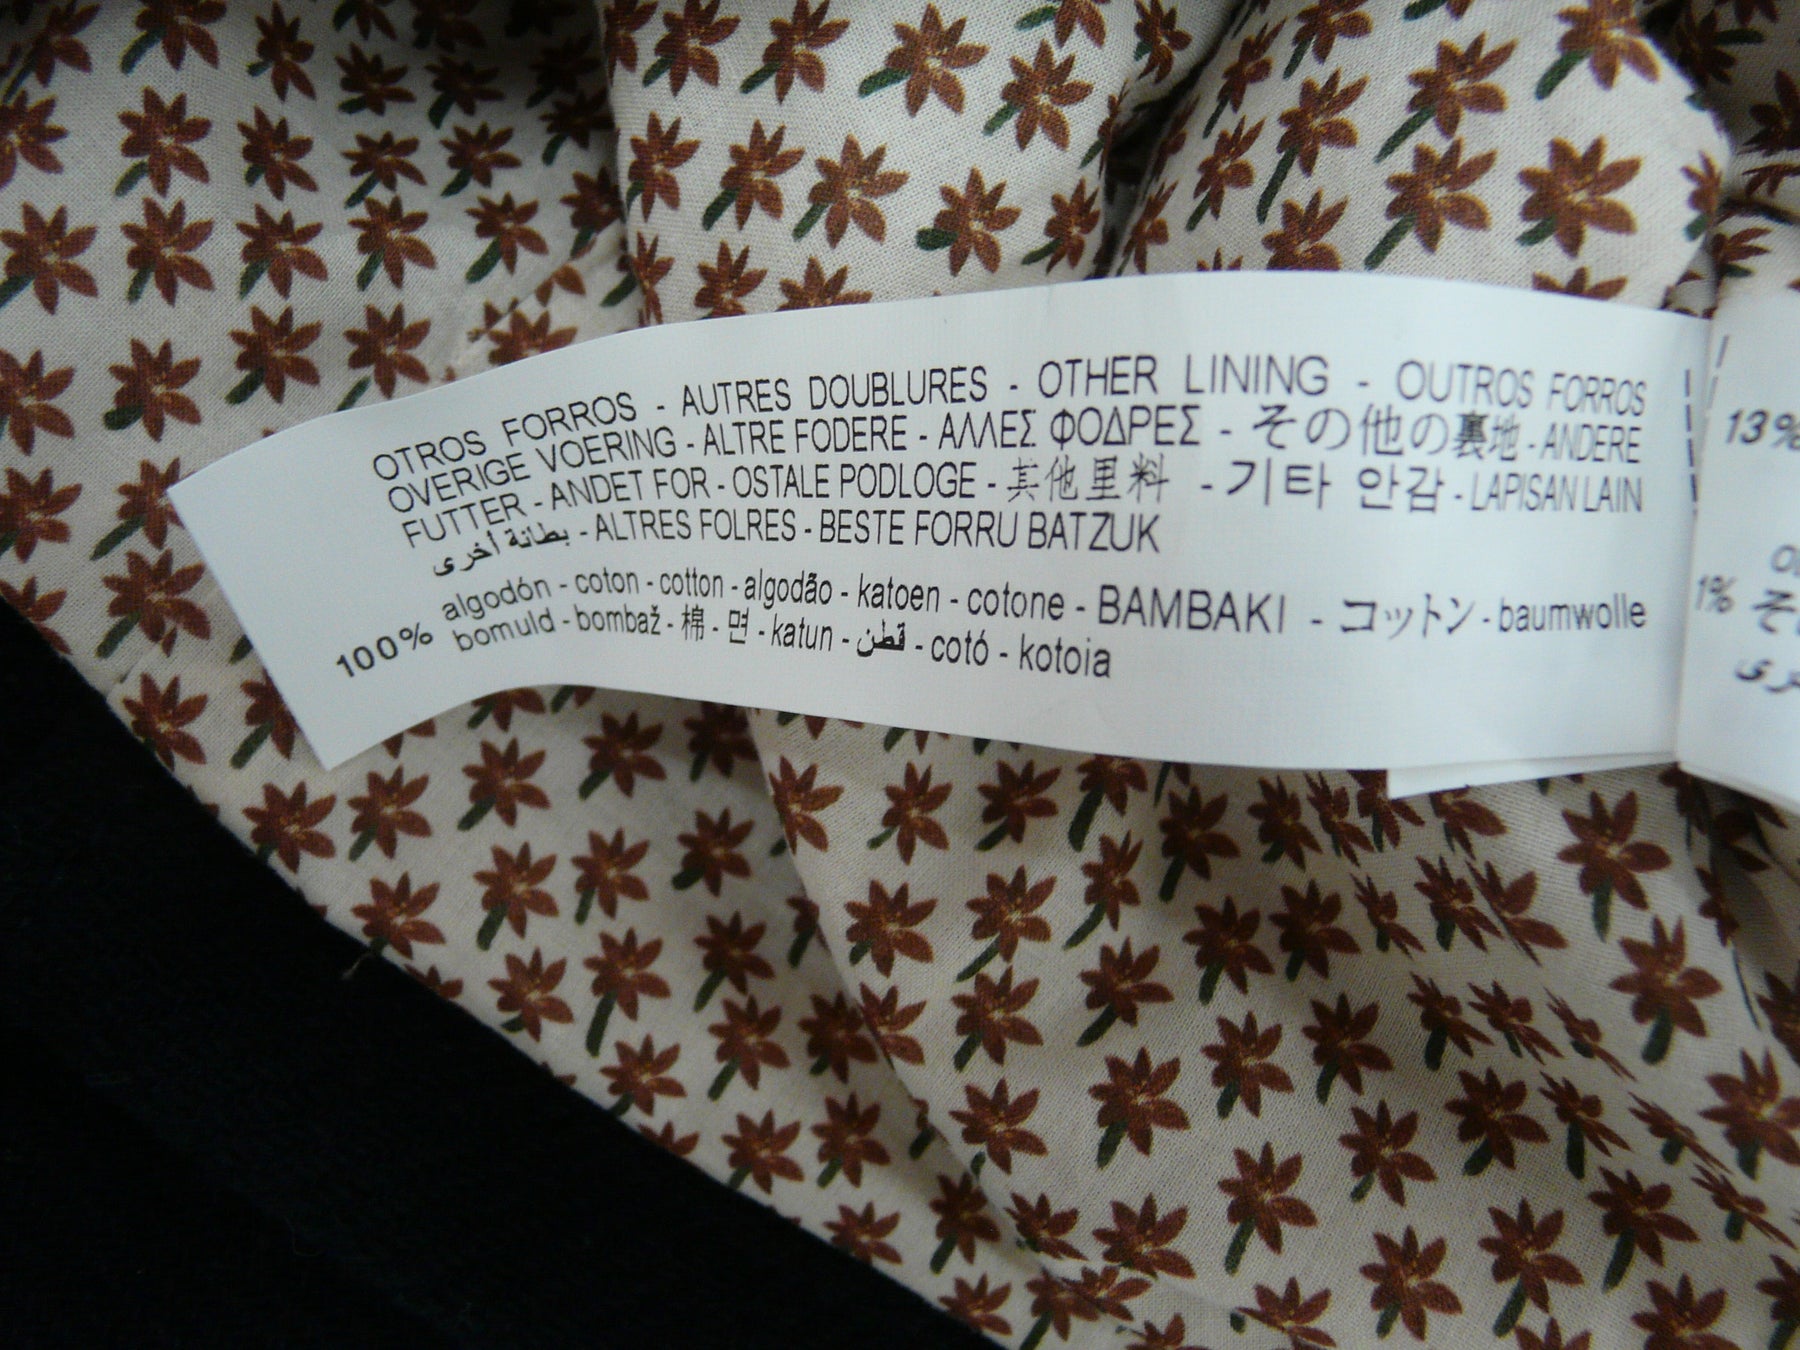 OTROS FORROS - AUTRES DOUBLURES - OTHER LINING - OUTROS FORROS
OVERIGE VOERING - ALTRE FODERE - ΑΛΛΕΣ ΦΟΔΡΕΣ - その他の裏地 - ANDERE
FUTTER - ANDET FOR - OSTALE PODLOGE - 其他里料 - 기타 안감 - LAPISAN LAIN
بطانة أخرى - ALTRES FOLRES - BESTE FORRU BATZUK
100% algodón - coton - cotton - algodão - katoen - cotone - BAMBAKI - コットン - baumwolle
bomuld - bombaž - 棉 - 면 - katun - قطن - cotó - kotoia
13%
1%